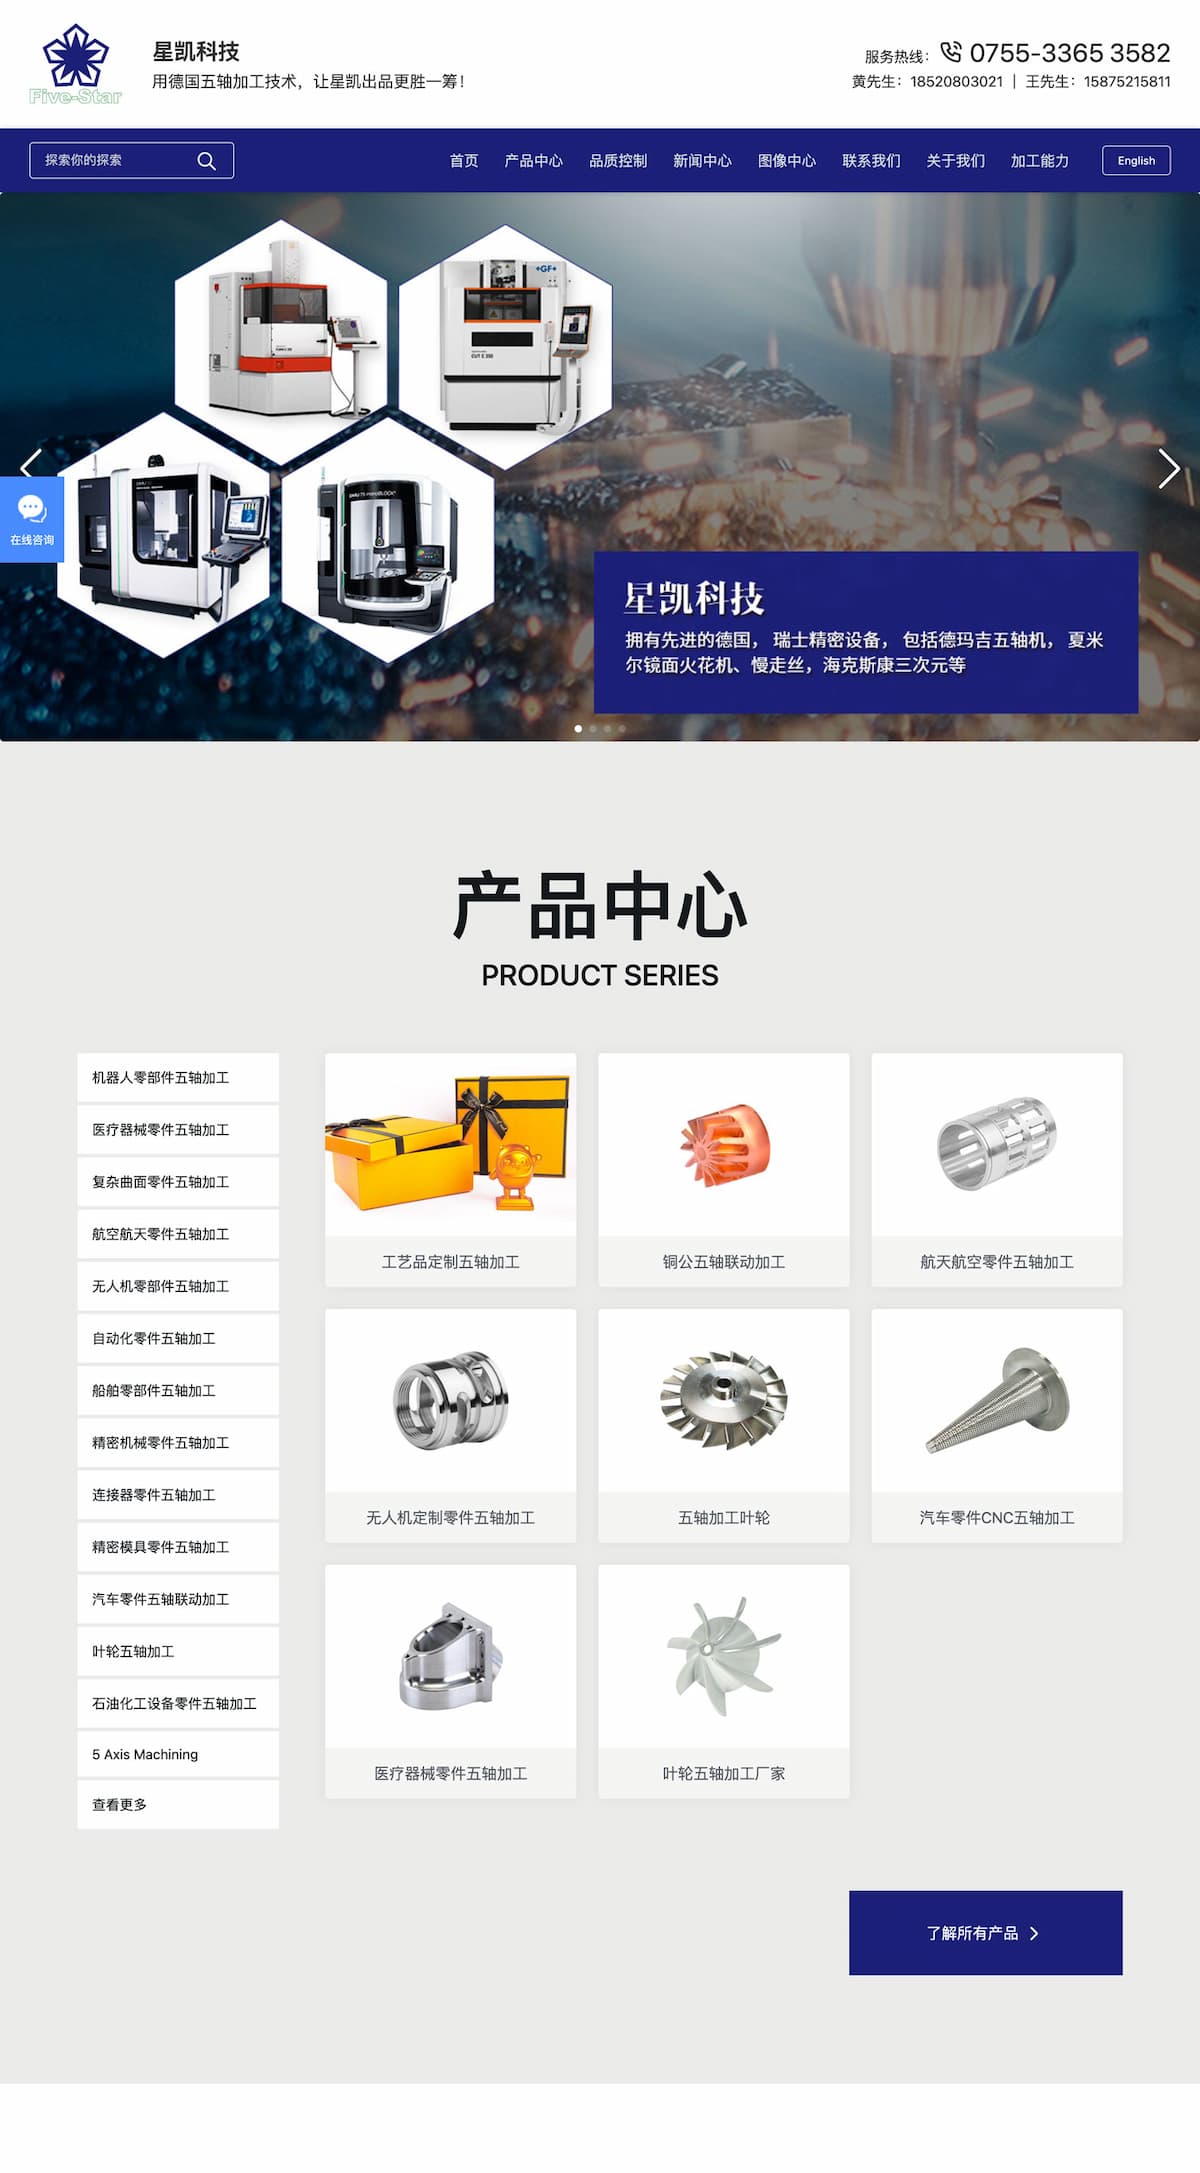 Five-Star
星凯科技
用德国五轴加工技术，让星凯出品更胜一筹！
服务热线： 0755-3365 3582
黄先生：18520803021 | 王先生：15875215811
探索你的探索
首页 产品中心 品质控制 新闻中心 图像中心 联系我们 关于我们 加工能力 English
+GF+
CUT E 350
在线咨询
星凯科技
拥有先进的德国， 瑞士精密设备， 包括德玛吉五轴机， 夏米
尔镜面火花机、慢走丝，海克斯康三次元等
产品中心
PRODUCT SERIES
机器人零部件五轴加工
医疗器械零件五轴加工
复杂曲面零件五轴加工
航空航天零件五轴加工
无人机零部件五轴加工
自动化零件五轴加工
船舶零部件五轴加工
精密机械零件五轴加工
连接器零件五轴加工
精密模具零件五轴加工
汽车零件五轴联动加工
叶轮五轴加工
石油化工设备零件五轴加工
5 Axis Machining
查看更多
工艺品定制五轴加工
铜公五轴联动加工
航天航空零件五轴加工
无人机定制零件五轴加工
五轴加工叶轮
汽车零件CNC五轴加工
医疗器械零件五轴加工
叶轮五轴加工厂家
了解所有产品